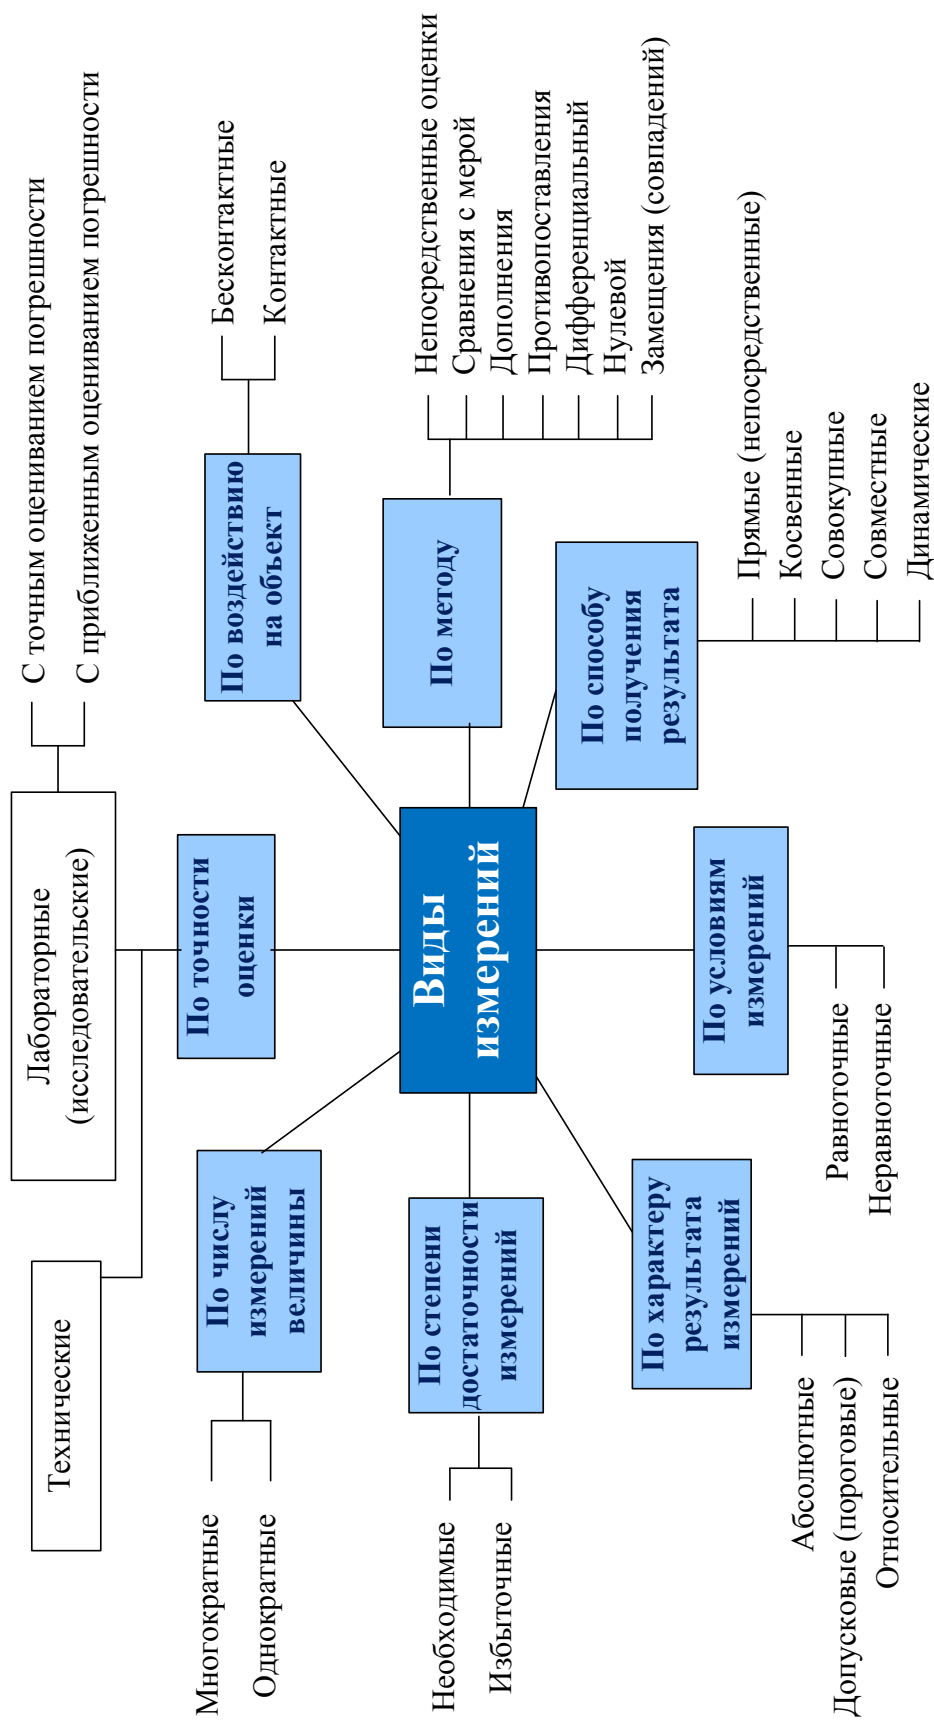 Технические
Лабораторные
(исследовательские)
С точным оцениванием погрешности
С приближенным оцениванием погрешности
По точности
оценки
По числу
измерений
величины
Многократные
Однократные
По воздействию
на объект
Бесконтактные
Контактные
Виды
измерений
По степени
достаточности
измерений
Необходимые
Избыточные
По методу
Непосредственные оценки
Сравнения с мерой
Дополнения
Противопоставления
Дифференциальный
Нулевой
Замещения (совпадений)
По характеру
результата
измерений
Абсолютные
Допусковые (пороговые)
Относительные
По условиям
измерений
Равноточные
Неравноточные
По способу
получения
результата
Прямые (непосредственные)
Косвенные
Совокупные
Совместные
Динамические